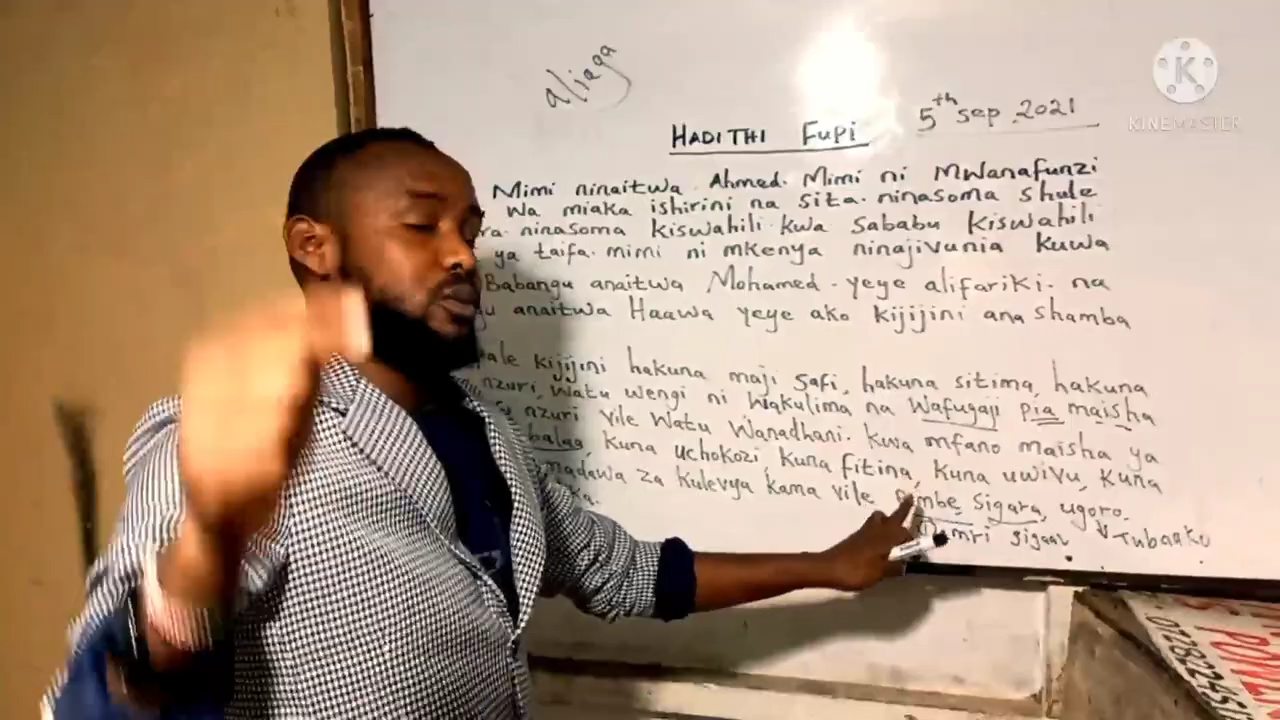 aliaga
5th sep 2021
HADITHI FUPI
K
KINEMASTER
Mimi ninaitwa Ahmed. Mimi ni Mwanafunzi
wa miaka ishirini na sita. ninasoma shule
ninasoma kiswahili kwa sababu kiswahili
ya taifa. mimi ni mkenya ninajivunia kuwa
Babangu anaitwa Mohamed. yeye alifariki. na
anaitwa Haawa yeye ako kijijini ana shamba
kijijini hakuna maji safi, hakuna sitima, hakuna
nzuri, watu wengi ni wakulima na wafugaji pia maisha
nzuri vile watu wanadhani. kwa mfano maisha ya
balaa, kuna uchokozi, kuna fitina, kuna uwivu, kuna
madawa za kulevya kama vile sigara, ugoro,
sigaar Tubaako